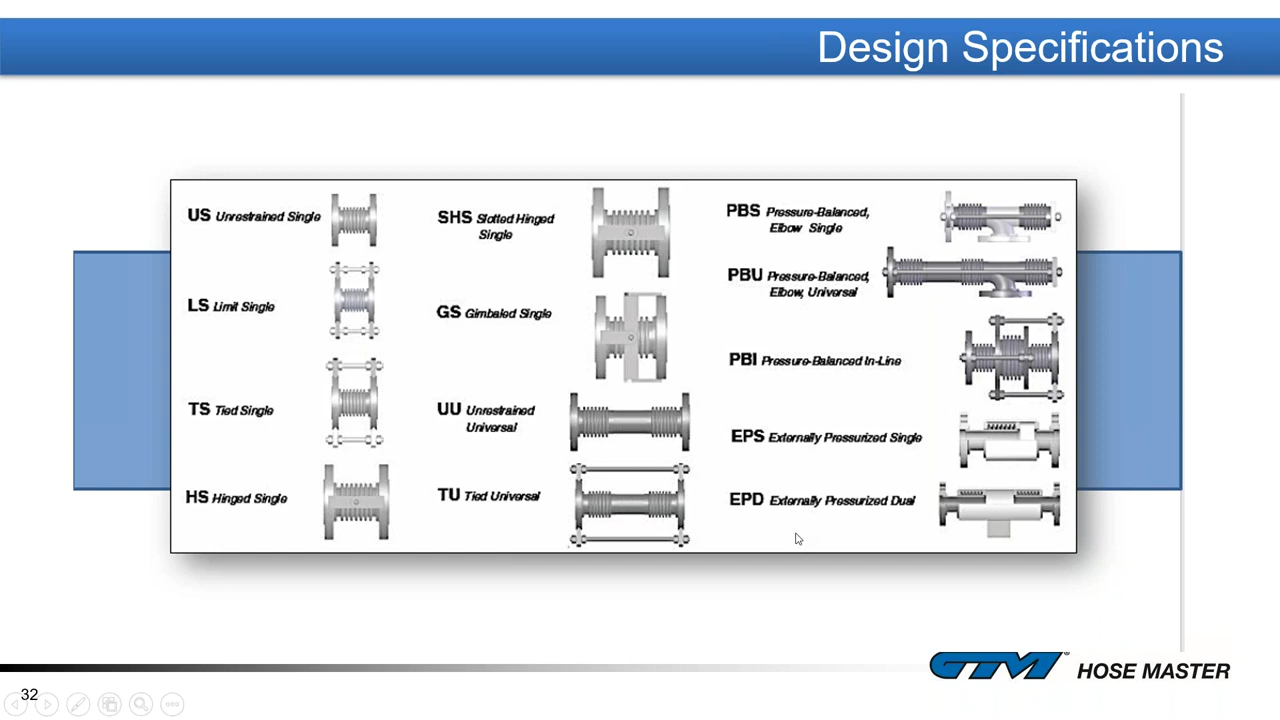 Design Specifications
US Unrestrained Single
LS Limit Single
TS Tied Single
HS Hinged Single
SHS Slotted Hinged
Single
GS Gimbaled Single
UU Unrestrained
Universal
TU Tied Universal
PBS Pressure-Balanced,
Elbow Single
PBU Pressure-Balanced,
Elbow, Universal
PBI Pressure-Balanced In-Line
EPS Externally Pressurized Single
EPD Externally Pressurized Dual
HOSE MASTER
32